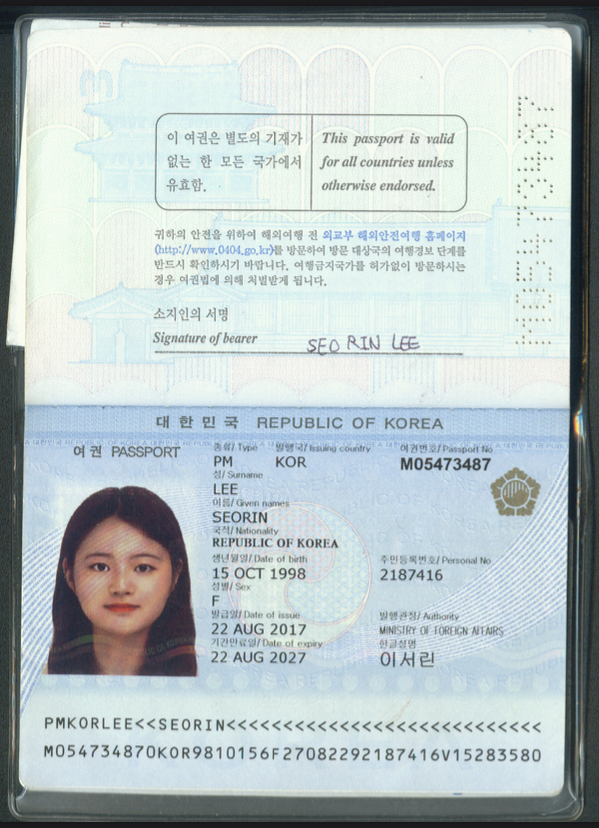 이 여권은 별도의 기재가
없는 한 모든 국가에서
유효함.
This passport is valid
for all countries unless
otherwise endorsed.
귀하의 안전을 위하여 해외여행 전 외교부 해외안전여행 홈페이지
(http://www.0404.go.kr)를 방문하여 방문 대상국의 여행경보 단계를
반드시 확인하시기 바랍니다. 여행금지국가를 허가없이 방문하시는
경우 여권법에 의해 처벌받게 됩니다.
소지인의 서명
Signature of bearer
SEO RIN LEE
대한민국 REPUBLIC OF KOREA
여권 PASSPORT
종류/ Type 발행국/ Issuing country 여권번호/ Passport No
PM KOR M05473487
성/ Surname
LEE
이름/ Given names
SEORIN
국적/ Nationality
REPUBLIC OF KOREA
생년월일/ Date of birth 주민등록번호/ Personal No
15 OCT 1998 2187416
성별/ Sex
F
발급일/ Date of issue 발행관청/ Authority
22 AUG 2017 MINISTRY OF FOREIGN AFFAIRS
기간만료일/ Date of expiry 한글성명
22 AUG 2027 이서린
PMKORLEE<<SEORIN<<<<<<<<<<<<<<<<<<<<<<<<<<<<
M054734870KOR9810156F27082292187416V15283580